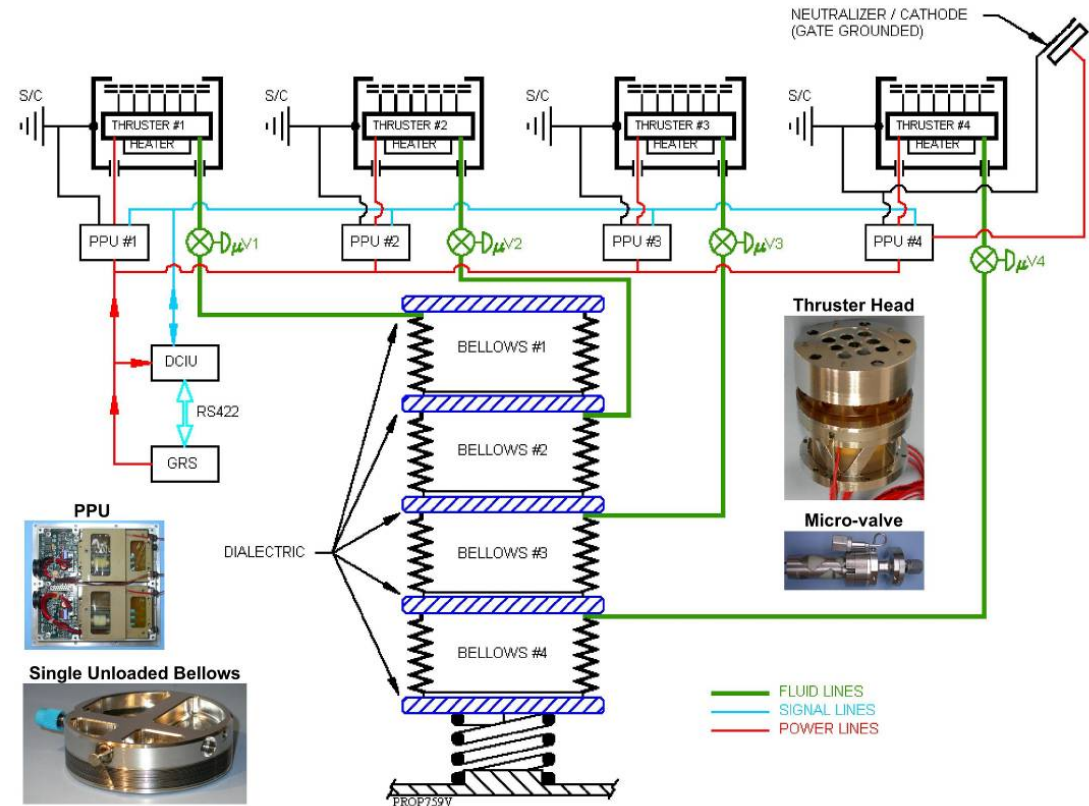 NEUTRALIZER / CATHODE
(GATE GROUNDED)
S/C
S/C
S/C
S/C
THRUSTER #1
THRUSTER #2
THRUSTER #3
THRUSTER #4
HEATER
HEATER
HEATER
HEATER
PPU #1
PPU #2
PPU #3
PPU #4
μV1
μV2
μV3
μV4
DCIU
RS422
GRS
BELLOWS #1
BELLOWS #2
BELLOWS #3
BELLOWS #4
DIALECTRIC
Thruster Head
Micro-valve
PPU
Single Unloaded Bellows
FLUID LINES
SIGNAL LINES
POWER LINES
PROP759V